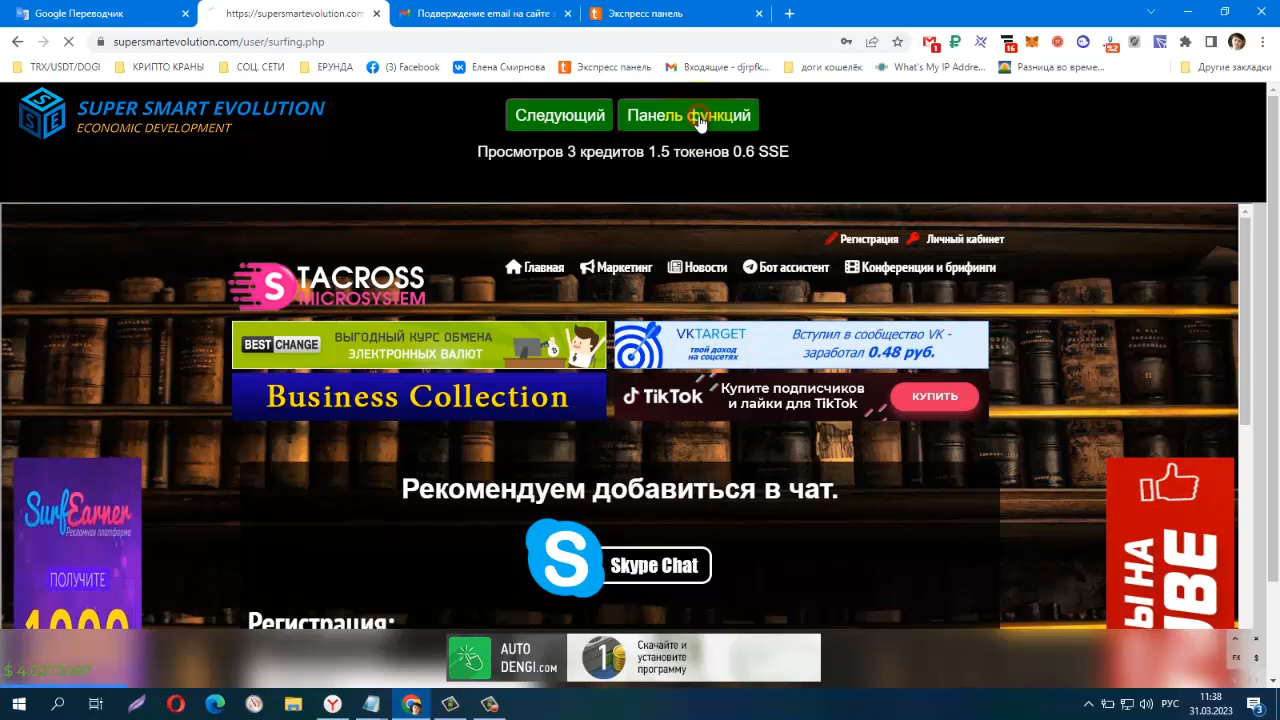 Google Переводчик
https://supersmartevolution.com
Подтверждение email на сайте
Экспресс панель
supersmartevolution.com/user/surfing.php
TRX/USDT/DOGI
КРИПТО КРАНЫ
СОЦ. СЕТИ
ЕРУНДА
(3) Facebook
Елена Смирнова
Экспресс панель
Входящие - djrpfk...
доги кошелёк
What's My IP Addre...
Разница во време...
Другие закладки
SUPER SMART EVOLUTION
ECONOMIC DEVELOPMENT
Следующий
Панель функций
Просмотров 3 кредитов 1.5 токенов 0.6 SSE
Регистрация
Личный кабинет
STACROSS
MICROSYSTEM
Главная
Маркетинг
Новости
Бот ассистент
Конференции и брифинги
BEST CHANGE
ВЫГОДНЫЙ КУРС ОБМЕНА
ЭЛЕКТРОННЫХ ВАЛЮТ
VKTARGET
твой доход
на соцсетях
Вступил в сообщество VK -
заработал 0.48 руб.
Business Collection
TikTok
Купите подписчиков
и лайки для TikTok
КУПИТЬ
Рекомендуем добавиться в чат.
Skype Chat
Регистрация:
SurfEarner
Рекламная платформа
ПОЛУЧИТЕ
1000
Ы НА
UBE
AUTO
DENGI.com
1
Скачайте и
установите
программу
FX
$
РУС
11:38
31.03.2023